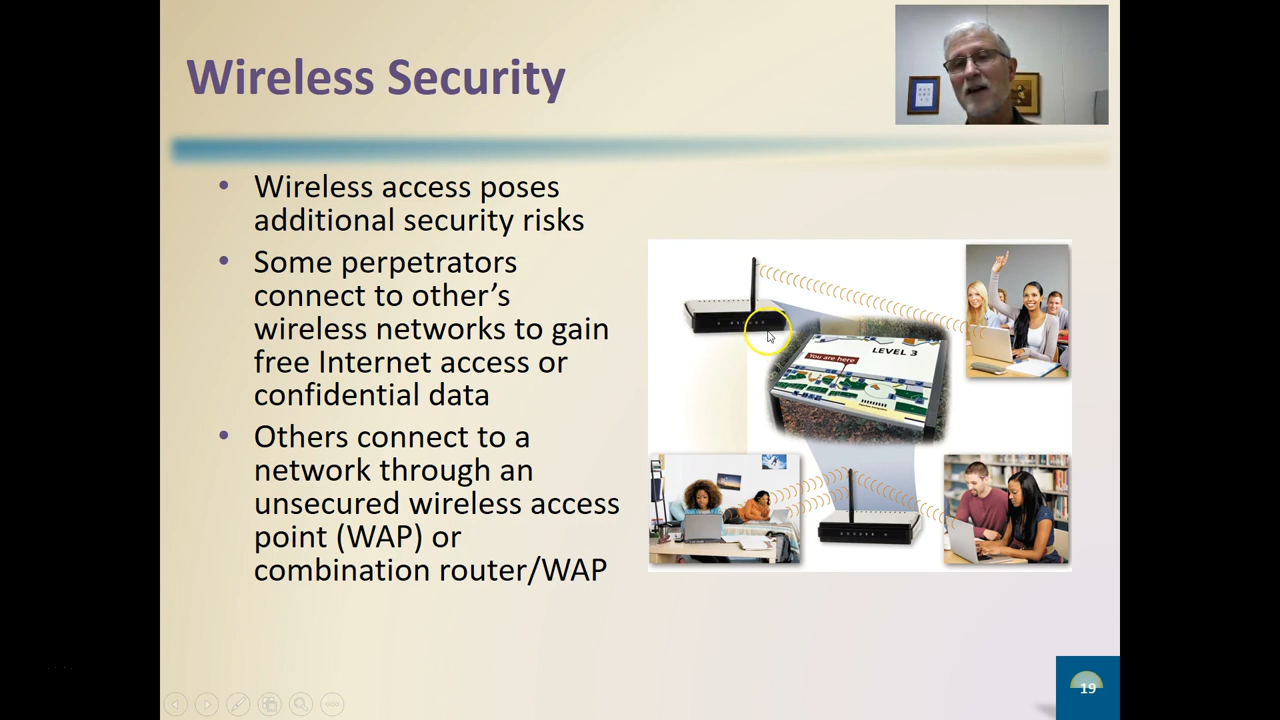 Wireless Security
• Wireless access poses
additional security risks
• Some perpetrators
connect to other’s
wireless networks to gain
free Internet access or
confidential data
• Others connect to a
network through an
unsecured wireless access
point (WAP) or
combination router/WAP
LEVEL 3
You are here
19